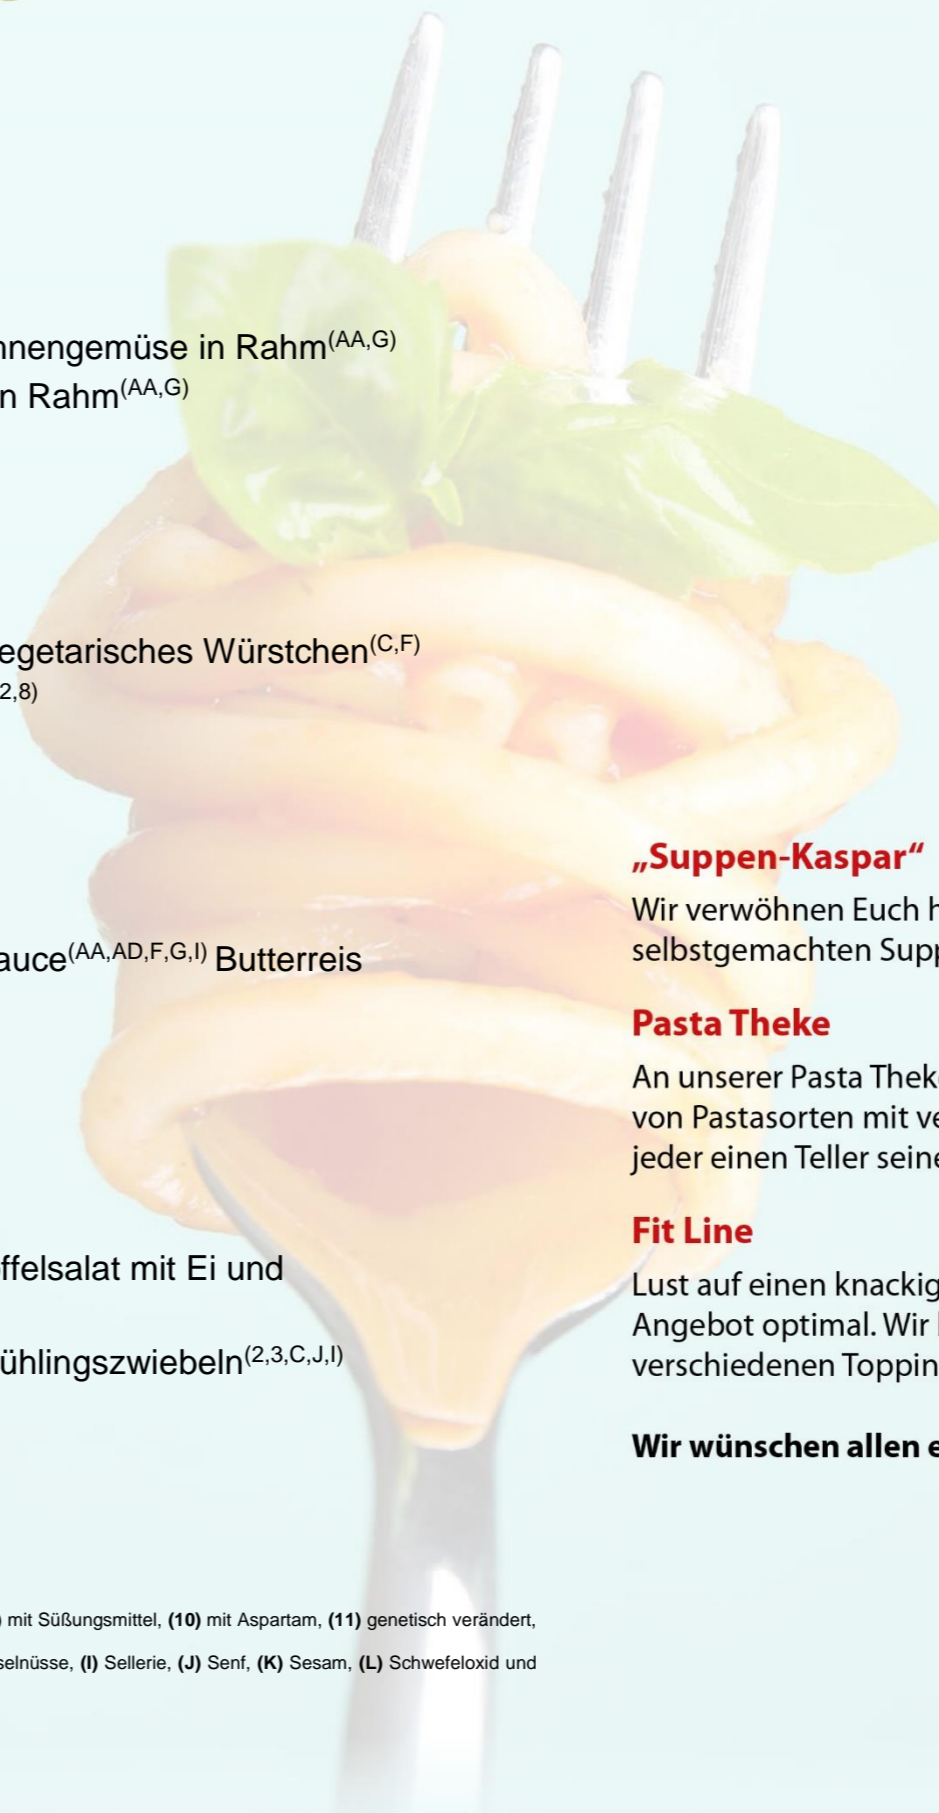 nnengemüse in Rahm(AA,G)
n Rahm(AA,G)
egetarisches Würstchen(C,F)
2,8)
auce(AA,AD,F,G,I) Butterreis
ffelsalat mit Ei und
ühlingszwiebeln(2,3,C,J,I)
„Suppen-Kaspar“
Wir verwöhnen Euch h
selbstgemachten Supp
Pasta Theke
An unserer Pasta Theke
von Pastasorten mit ve
jeder einen Teller seine
Fit Line
Lust auf einen knackig
Angebot optimal. Wir
verschiedenen Toppin
Wir wünschen allen e
) mit Süßungsmittel, (10) mit Aspartam, (11) genetisch verändert,
selnüsse, (I) Sellerie, (J) Senf, (K) Sesam, (L) Schwefeloxid und